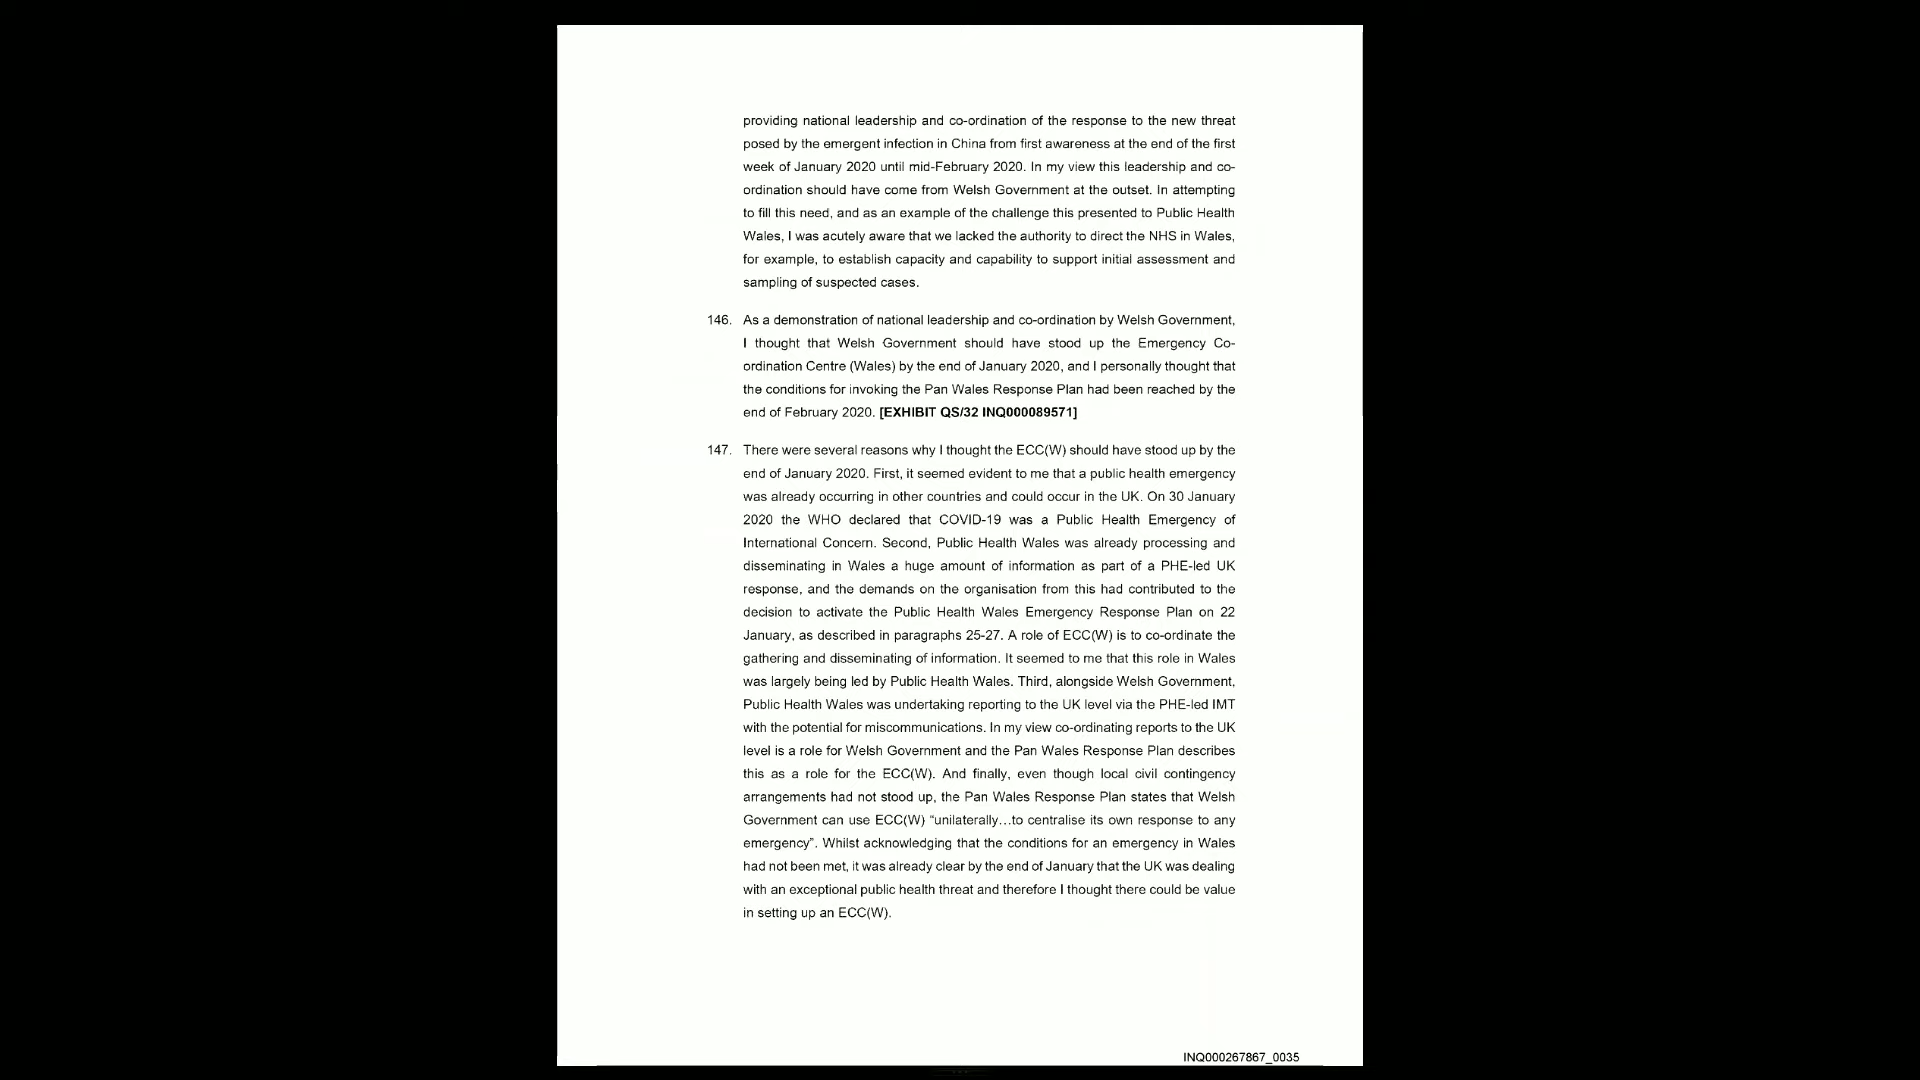 providing national leadership and co-ordination of the response to the new threat
posed by the emergent infection in China from first awareness at the end of the first
week of January 2020 until mid-February 2020. In my view this leadership and co-
ordination should have come from Welsh Government at the outset. In attempting
to fill this need, and as an example of the challenge this presented to Public Health
Wales, I was acutely aware that we lacked the authority to direct the NHS in Wales,
for example, to establish capacity and capability to support initial assessment and
sampling of suspected cases.
146. As a demonstration of national leadership and co-ordination by Welsh Government,
I thought that Welsh Government should have stood up the Emergency Co-
ordination Centre (Wales) by the end of January 2020, and I personally thought that
the conditions for invoking the Pan Wales Response Plan had been reached by the
end of February 2020. [EXHIBIT QS/32 INQ000089571]
147. There were several reasons why I thought the ECC(W) should have stood up by the
end of January 2020. First, it seemed evident to me that a public health emergency
was already occurring in other countries and could occur in the UK. On 30 January
2020 the WHO declared that COVID-19 was a Public Health Emergency of
International Concern. Second, Public Health Wales was already processing and
disseminating in Wales a huge amount of information as part of a PHE-led UK
response, and the demands on the organisation from this had contributed to the
decision to activate the Public Health Wales Emergency Response Plan on 22
January, as described in paragraphs 25-27. A role of ECC(W) is to co-ordinate the
gathering and disseminating of information. It seemed to me that this role in Wales
was largely being led by Public Health Wales. Third, alongside Welsh Government,
Public Health Wales was undertaking reporting to the UK level via the PHE-led IMT
with the potential for miscommunications. In my view co-ordinating reports to the UK
level is a role for Welsh Government and the Pan Wales Response Plan describes
this as a role for the ECC(W). And finally, even though local civil contingency
arrangements had not stood up, the Pan Wales Response Plan states that Welsh
Government can use ECC(W) “unilaterally…to centralise its own response to any
emergency”. Whilst acknowledging that the conditions for an emergency in Wales
had not been met, it was already clear by the end of January that the UK was dealing
with an exceptional public health threat and therefore I thought there could be value
in setting up an ECC(W).
INQ000267867_0035